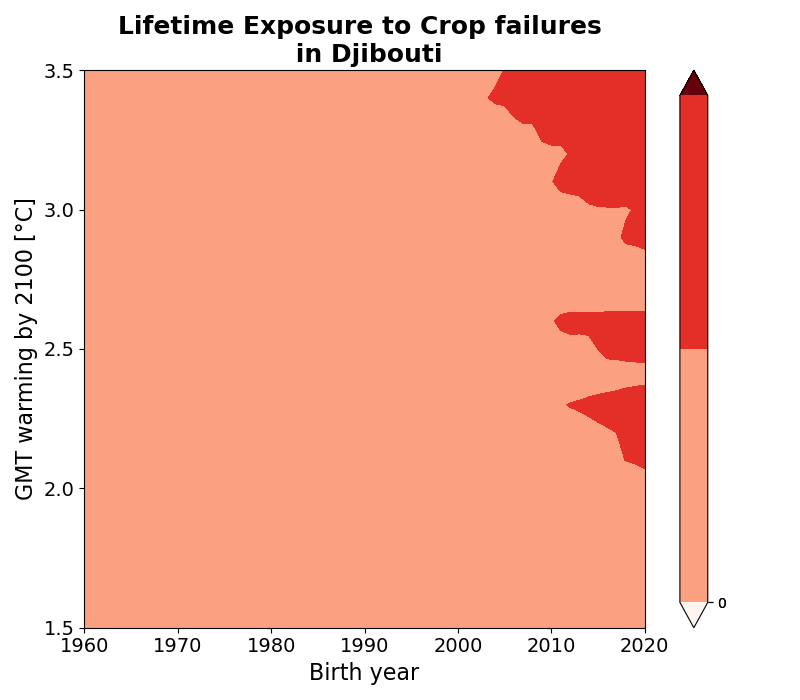 Lifetime Exposure to Crop failures
in Djibouti
3.5
3.0
2.5
2.0
1.5
GMT warming by 2100 [°C]
1960 1970 1980 1990 2000 2010 2020
Birth year
0